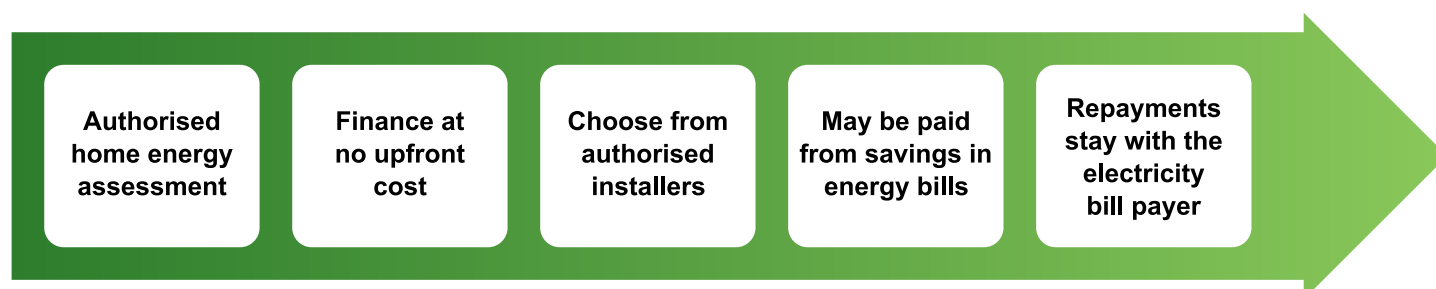 Authorised
home energy
assessment
Finance at
no upfront
cost
Choose from
authorised
installers
May be paid
from savings in
energy bills
Repayments
stay with the
electricity
bill payer